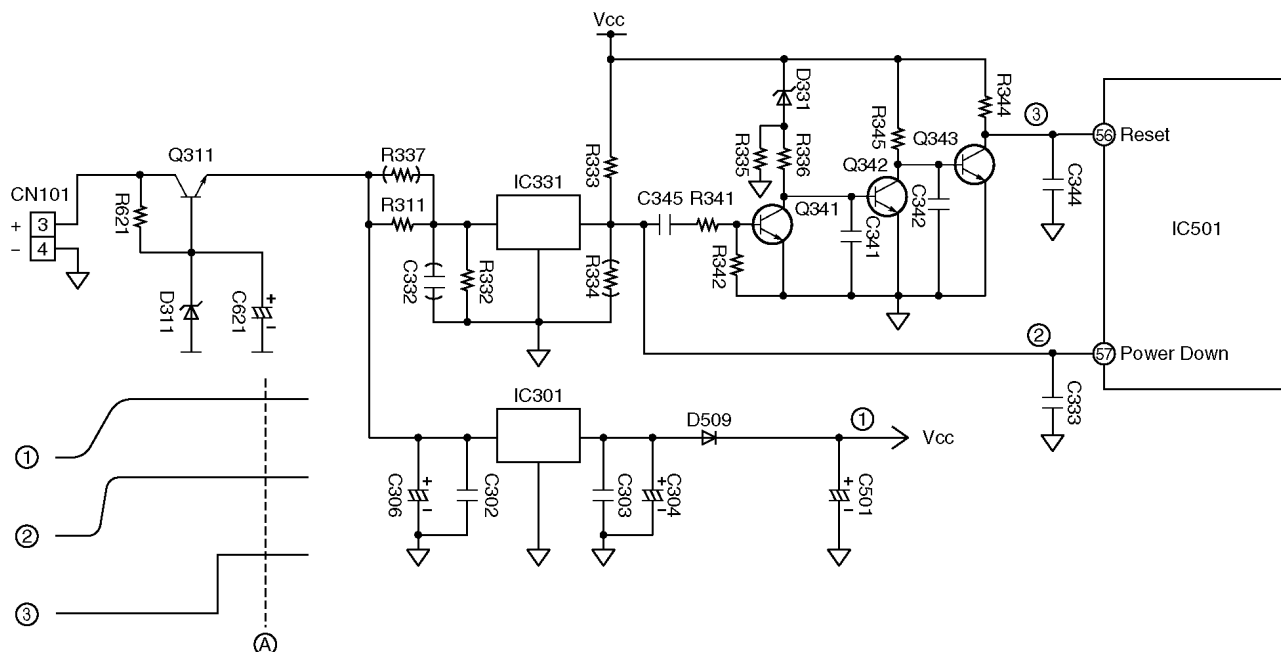 Vcc
D331
R344
R345
Q343
③
56 Reset
Q311
R337
R333
R335
R336
Q342
C344
CN101
IC331
C345 R341
+ 3
R621
R311
Q341
C342
IC501
- 4
C341
R342
C332
R332
R334
D311
C621
+
-
②
57 Power Down
C333
IC301
D509
①
Vcc
①
+
-
C306
C302
C303
+
-
C304
+
-
C501
②
③
A